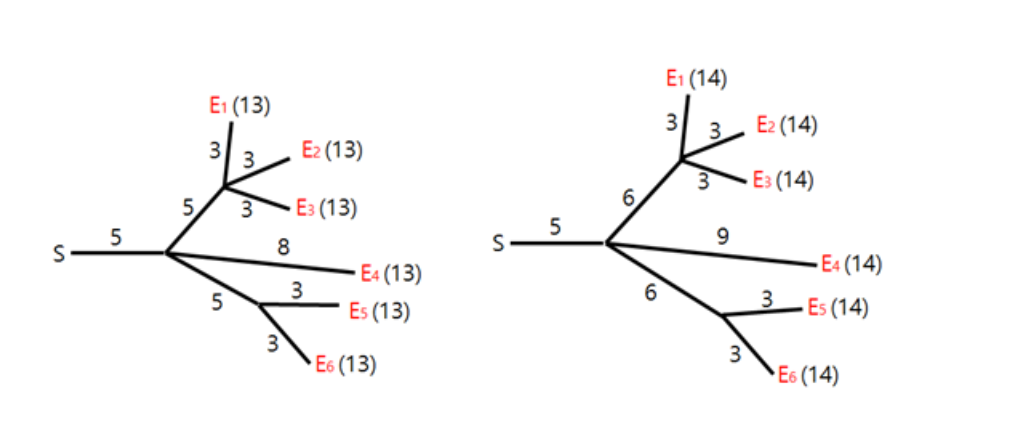 E1 (13)
3
3
E2 (13)
3
E3 (13)
5
S
5
8
E4 (13)
5
3
E5 (13)
3
E6 (13)
E1 (14)
3
3
E2 (14)
3
E3 (14)
6
S
5
9
E4 (14)
6
3
E5 (14)
3
E6 (14)